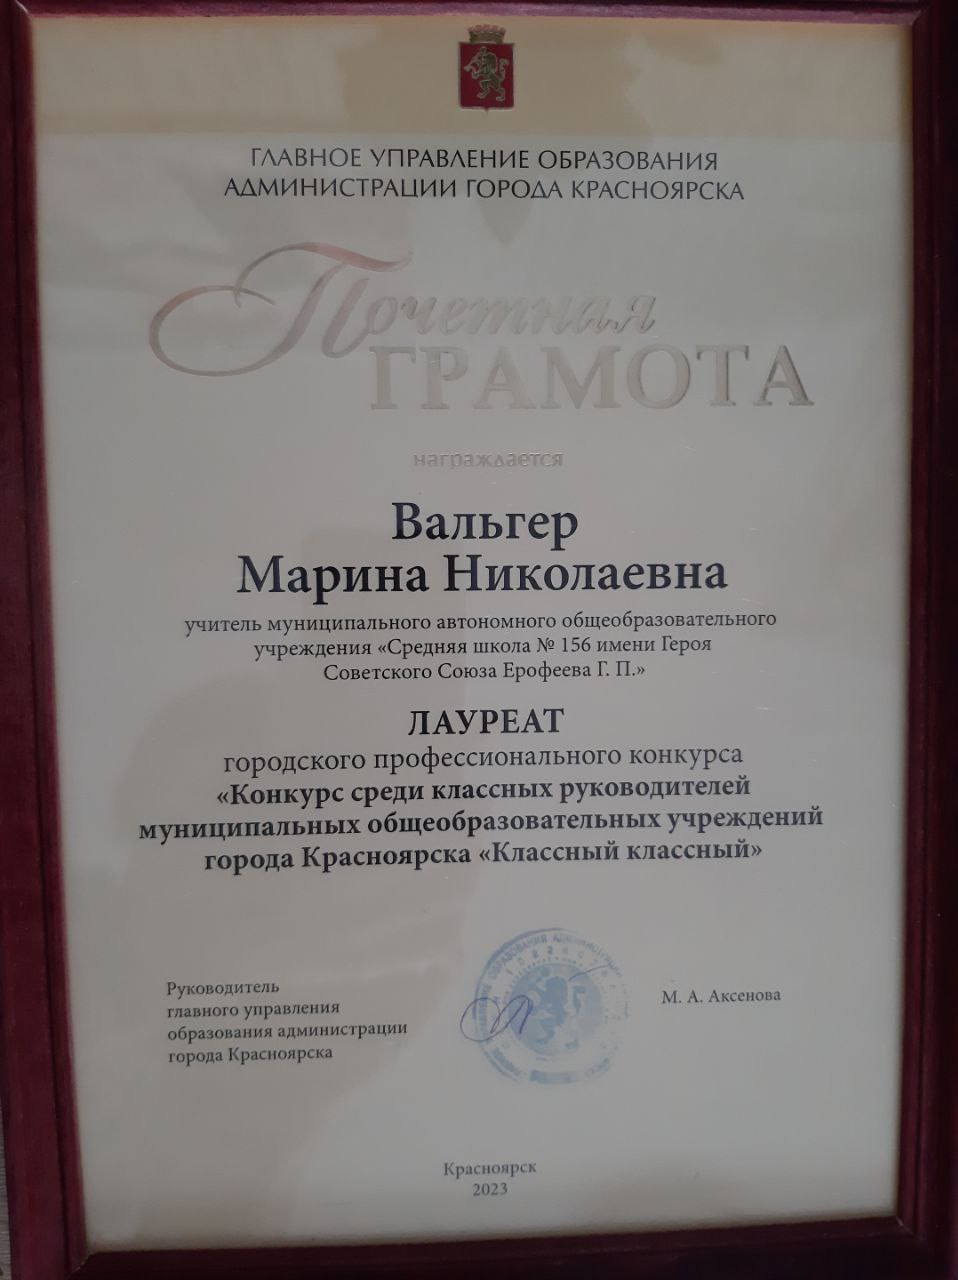 ГЛАВНОЕ УПРАВЛЕНИЕ ОБРАЗОВАНИЯ
АДМИНИСТРАЦИИ ГОРОДА КРАСНОЯРСКА
Почетная
ГРАМОТА
награждается
Вальгер
Марина Николаевна
учитель муниципального автономного общеобразовательного
учреждения «Средняя школа № 156 имени Героя
Советского Союза Ерофеева Г. П.»
ЛАУРЕАТ
городского профессионального конкурса
«Конкурс среди классных руководителей
муниципальных общеобразовательных учреждений
города Красноярска «Классный классный»
Руководитель
главного управления
образования администрации
города Красноярска
ОБРАЗОВАНИЯ
М. А. Аксенова
Красноярск
2023